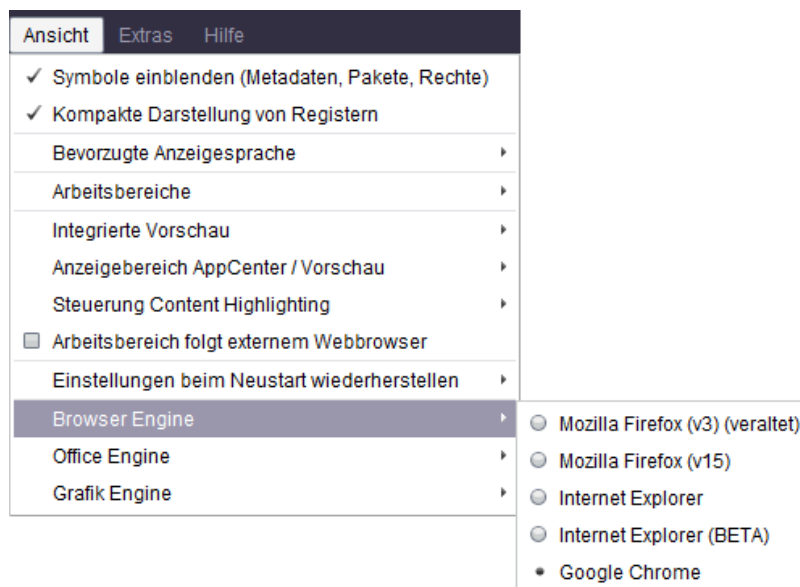 Ansicht Extras Hilfe
Symbole einblenden (Metadaten, Pakete, Rechte)
Kompakte Darstellung von Registern
Bevorzugte Anzeigesprache
Arbeitsbereiche
Integrierte Vorschau
Anzeigebereich AppCenter / Vorschau
Steuerung Content Highlighting
Arbeitsbereich folgt externem Webbrowser
Einstellungen beim Neustart wiederherstellen
Browser Engine
Office Engine
Grafik Engine
Mozilla Firefox (v3) (veraltet)
Mozilla Firefox (v15)
Internet Explorer
Internet Explorer (BETA)
Google Chrome